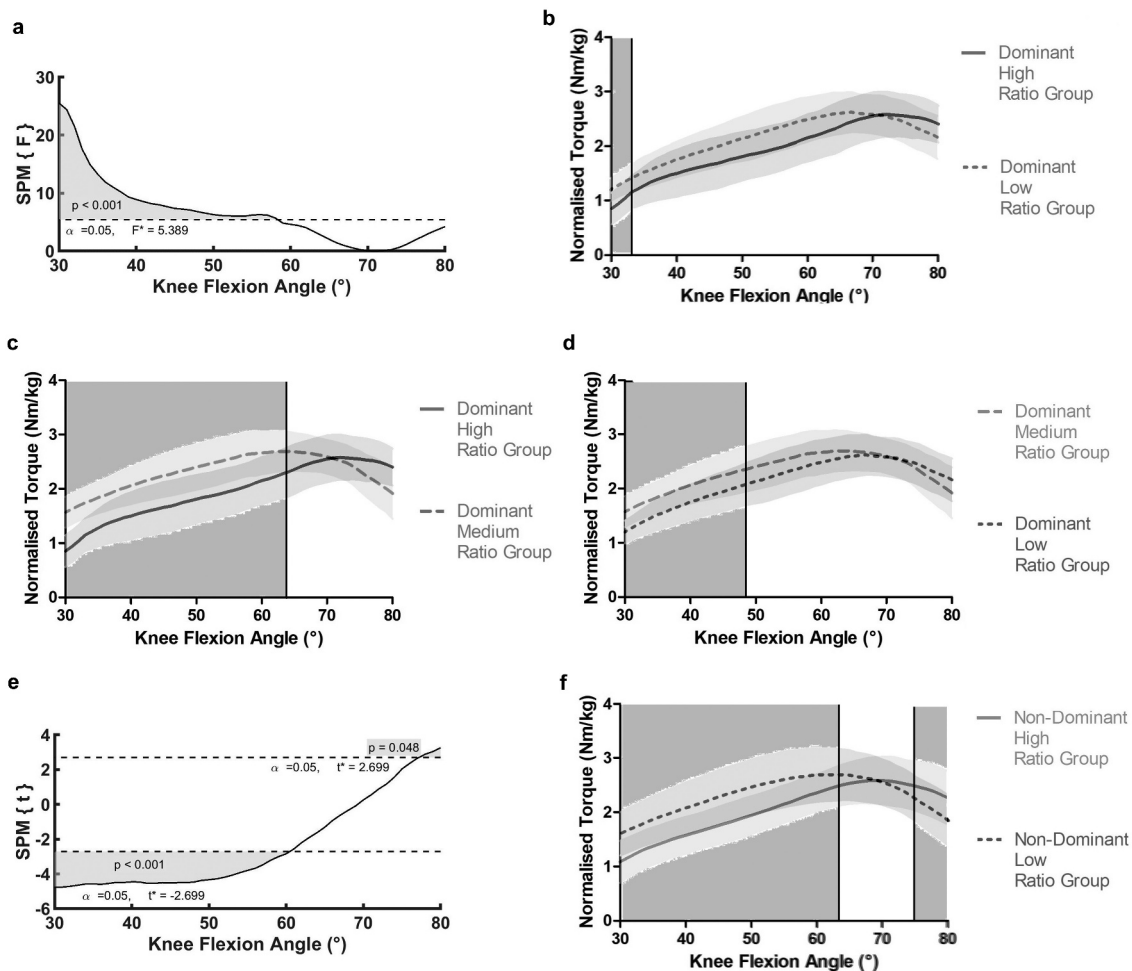 a
SPM { F }
30
20
10
0
p < 0.001
α =0.05, F* = 5.389
30 40 50 60 70 80
Knee Flexion Angle (°)
b
Normalised Torque (Nm/kg)
4
3
2
1
0
30 40 50 60 70 80
Knee Flexion Angle (°)
Dominant
High
Ratio Group
Dominant
Low
Ratio Group
c
Normalised Torque (Nm/kg)
4
3
2
1
0
30 40 50 60 70 80
Knee Flexion Angle (°)
Dominant
High
Ratio Group
Dominant
Medium
Ratio Group
d
Normalised Torque (Nm/kg)
4
3
2
1
0
30 40 50 60 70 80
Knee Flexion Angle (°)
Dominant
Medium
Ratio Group
Dominant
Low
Ratio Group
e
SPM { t }
4
2
0
-2
-4
-6
p = 0.048
α =0.05, t* = 2.699
p < 0.001
α =0.05, t* = -2.699
30 40 50 60 70 80
Knee Flexion Angle (°)
f
Normalised Torque (Nm/kg)
4
3
2
1
0
30 40 50 60 70 80
Knee Flexion Angle (°)
Non-Dominant
High
Ratio Group
Non-Dominant
Low
Ratio Group